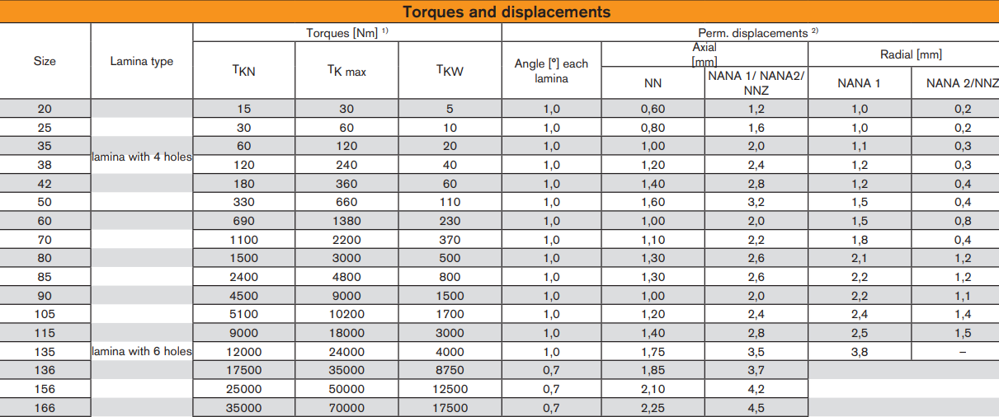 Torques and displacements
Size Lamina type Torques [Nm] 1) Perm. displacements 2)
TKN TK max TKW Angle [°] each lamina Axial [mm] Radial [mm]
NN NANA 1/ NANA2/ NNZ NANA 1 NANA 2/NNZ
20 15 30 5 1,0 0,60 1,2 1,0 0,2
25 30 60 10 1,0 0,80 1,6 1,0 0,2
35 60 120 20 1,0 1,00 2,0 1,1 0,3
lamina with 4 holes
38 120 240 40 1,0 1,20 2,4 1,2 0,3
42 180 360 60 1,0 1,40 2,8 1,2 0,4
50 330 660 110 1,0 1,60 3,2 1,5 0,4
60 690 1380 230 1,0 1,00 2,0 1,5 0,8
70 1100 2200 370 1,0 1,10 2,2 1,8 0,4
80 1500 3000 500 1,0 1,30 2,6 2,1 1,2
85 2400 4800 800 1,0 1,30 2,6 2,2 1,2
90 4500 9000 1500 1,0 1,00 2,0 2,2 1,1
105 5100 10200 1700 1,0 1,20 2,4 2,4 1,4
115 9000 18000 3000 1,0 1,40 2,8 2,5 1,5
135 lamina with 6 holes 12000 24000 4000 1,0 1,75 3,5 3,8 –
136 17500 35000 8750 0,7 1,85 3,7
156 25000 50000 12500 0,7 2,10 4,2
166 35000 70000 17500 0,7 2,25 4,5